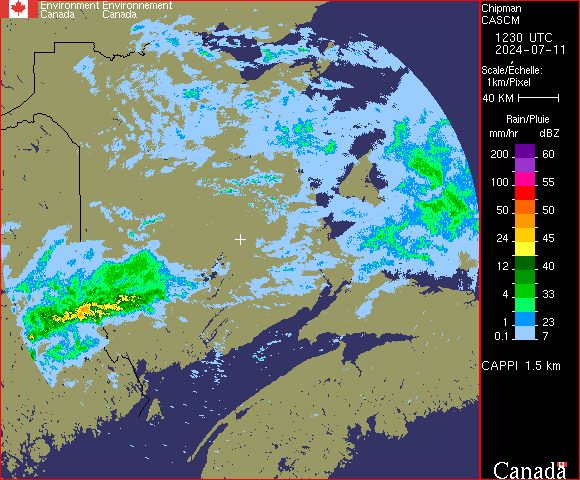 Environment Environnement
Canada Canada
Chipman
CASCM
1230 UTC
2024-07-11
Scale/Échelle:
1km/Pixel
40 KM
Rain/Pluie
mm/hr dBZ
200 60
100 55
50 50
24 45
12 40
4 33
1 23
0.1 7
CAPPI 1.5 km
Canada